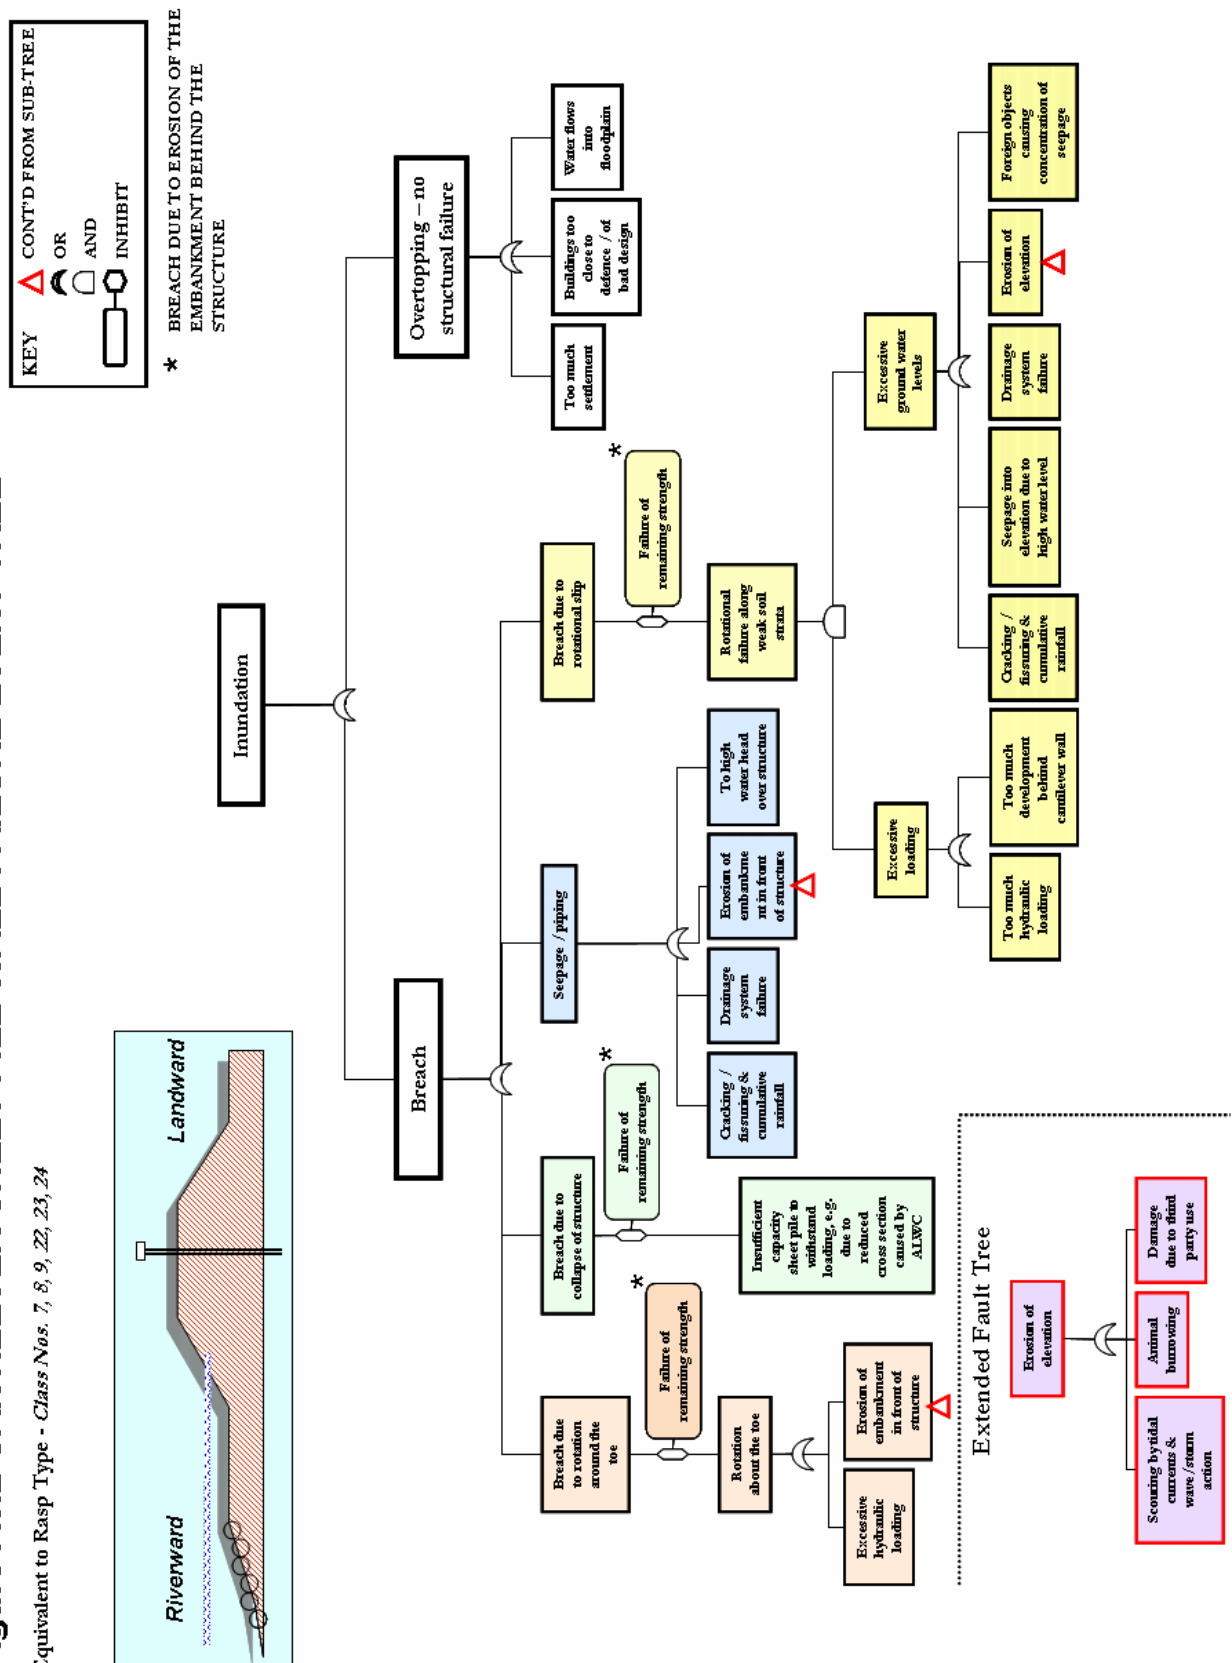 Equivalent to Rasp Type - Class Nos. 7, 8, 9, 22, 23, 24
Riverward
Landward
KEY
CONT'D FROM SUB-TREE
OR
AND
INHIBIT
* BREACH DUE TO EROSION OF THE
EMBANKMENT BEHIND THE
STRUCTURE
Inundation
Breach
Overtopping – no
structural failure
Breach due
to rotation
around the
toe
Breach due to
collapse of structure
Seepage / piping
Breach due to
rotational slip
Too much
settlement
Buildings too
close to
defence / of
bad design
Water flows
into
floodplain
Failure of
remaining strength
*
Failure of
remaining strength
*
Failure of
remaining strength
*
Rotation
about the toe
Insufficient
capacity
sheet pile to
withstand
loading, e.g.
due to
reduced
cross section
caused by
ALWC
Cracking /
fissuring &
cumulative
rainfall
Drainage
system
failure
Erosion of
embankme
nt in front
of structure
To high
water head
over structure
Rotational
failure along
weak soil
strata
Excessive
hydraulic
loading
Erosion of
embankment
in front of
structure
Excessive
loading
Excessive
ground water
levels
Too much
hydraulic
loading
Too much
development
behind
cantilever wall
Cracking /
fissuring &
cumulative
rainfall
Seepage into
elevation due to
high water level
Drainage
system
failure
Erosion of
elevation
Foreign objects
causing
concentration of
seepage
Extended Fault Tree
Erosion of
elevation
Scouring by tidal
currents &
wave/storm
action
Animal
burrowing
Damage
due to third
party use